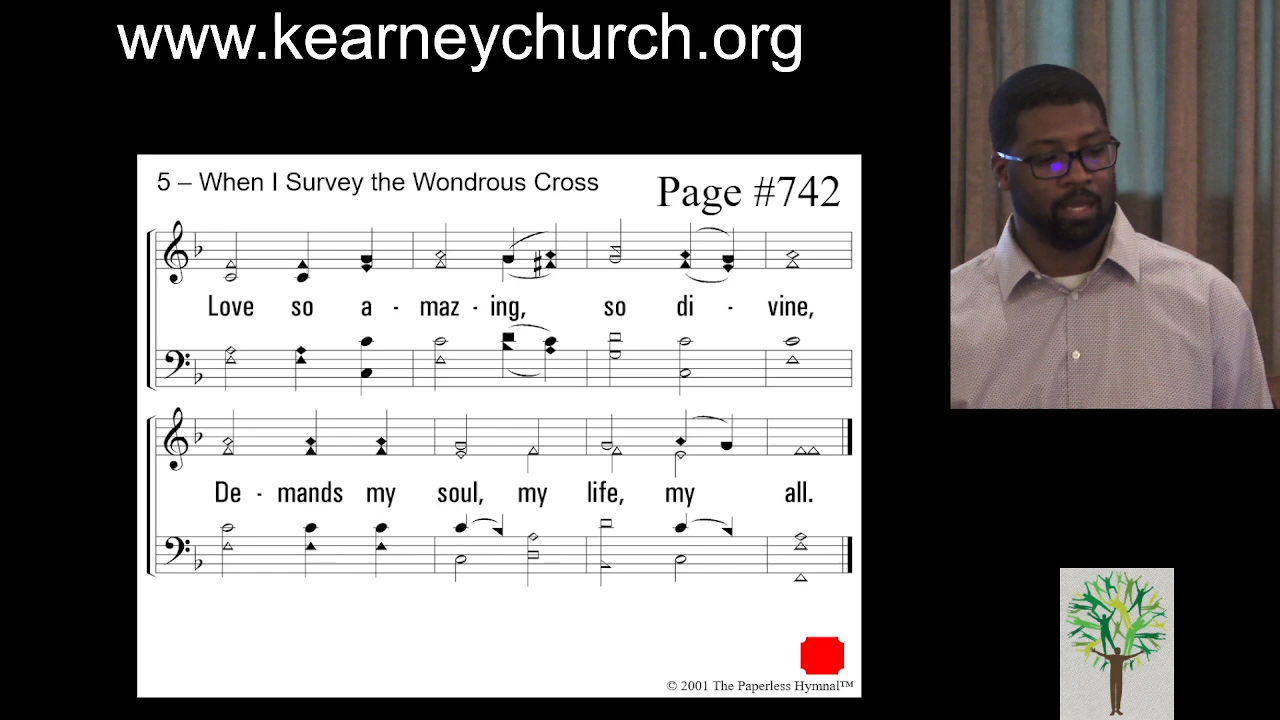 www.kearneychurch.org
5 – When I Survey the Wondrous Cross
Page #742
Love so a - maz - ing, so di - vine,
De - mands my soul, my life, my all.
© 2001 The Paperless Hymnal™